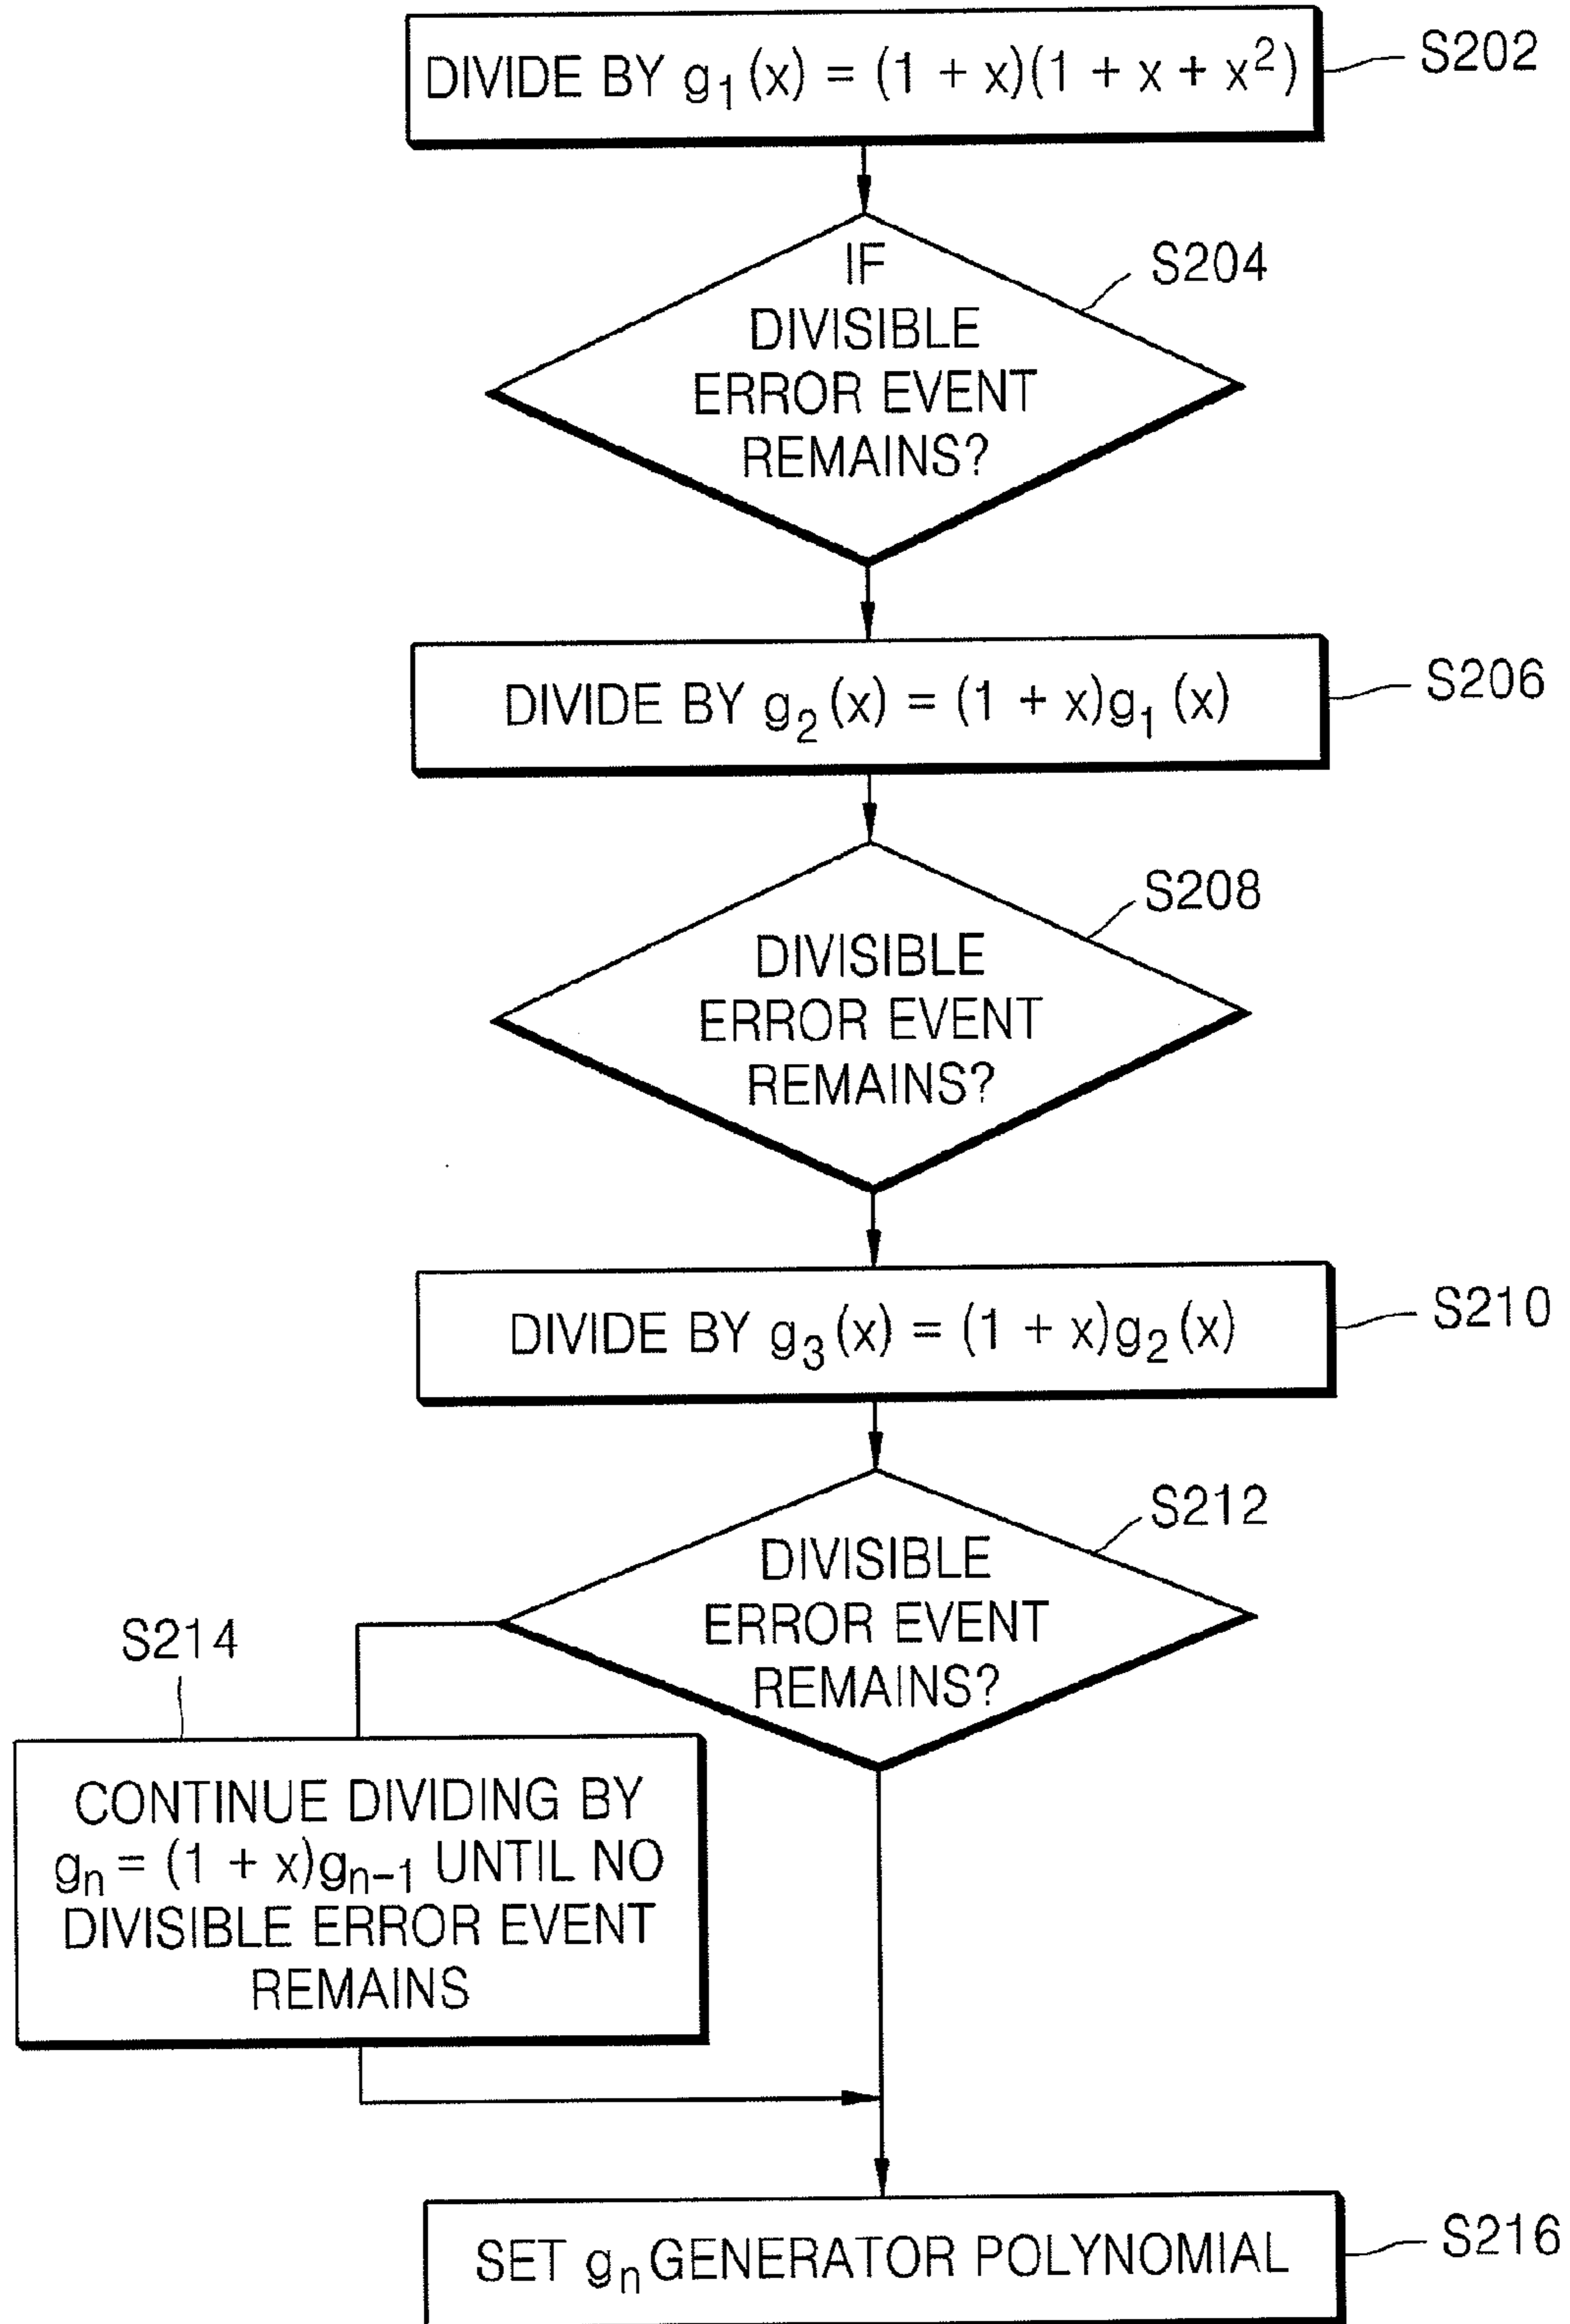 DIVIDE BY g₁(x) = (1 + x)(1 + x + x²)
S202
S204
IF
DIVISIBLE
ERROR EVENT
REMAINS?
DIVIDE BY g₂(x) = (1 + x)g₁(x)
S206
S208
DIVISIBLE
ERROR EVENT
REMAINS?
DIVIDE BY g₃(x) = (1 + x)g₂(x)
S210
S212
DIVISIBLE
ERROR EVENT
REMAINS?
S214
CONTINUE DIVIDING BY
gₙ = (1 + x)gₙ₋₁ UNTIL NO
DIVISIBLE ERROR EVENT
REMAINS
SET gₙ GENERATOR POLYNOMIAL
S216